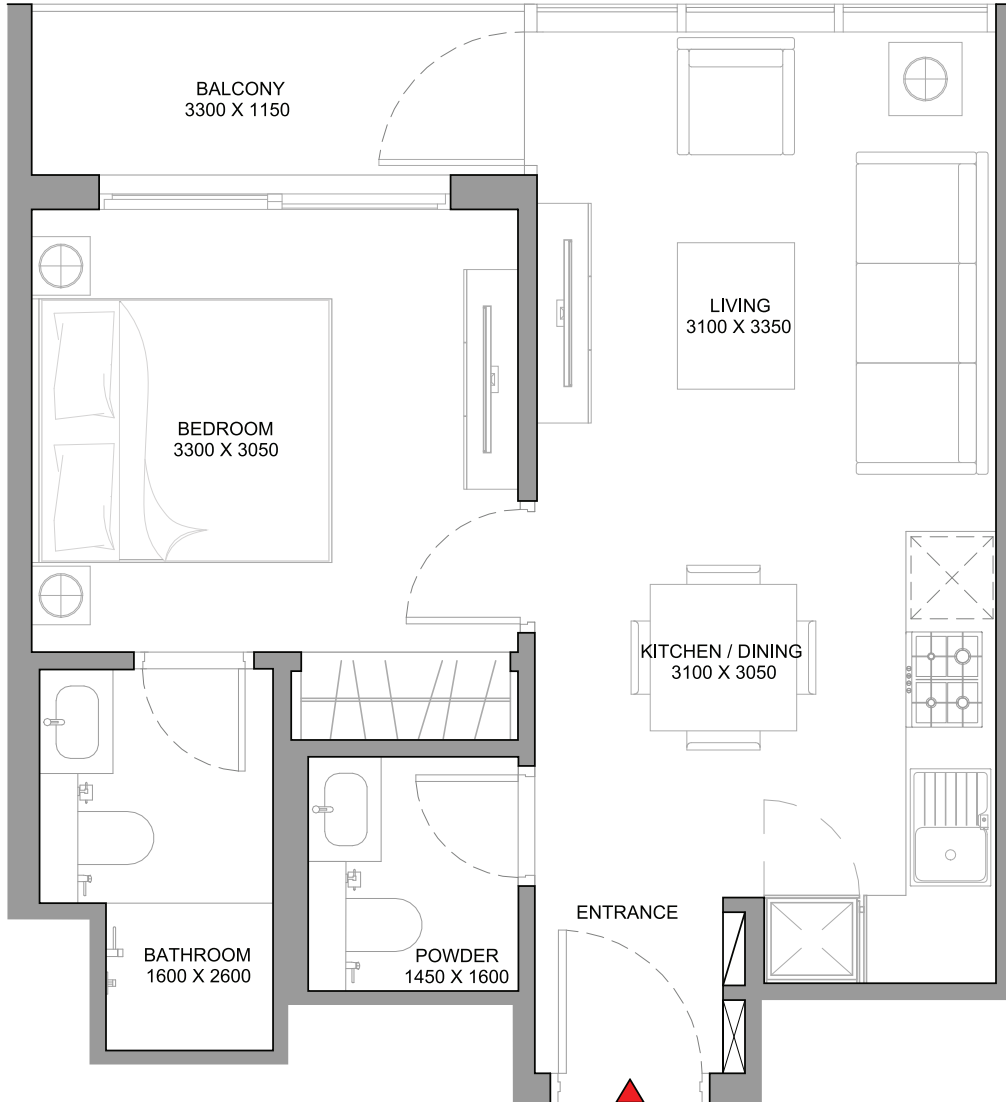 BALCONY
3300 X 1150
LIVING
3100 X 3350
BEDROOM
3300 X 3050
KITCHEN / DINING
3100 X 3050
ENTRANCE
BATHROOM
1600 X 2600
POWDER
1450 X 1600